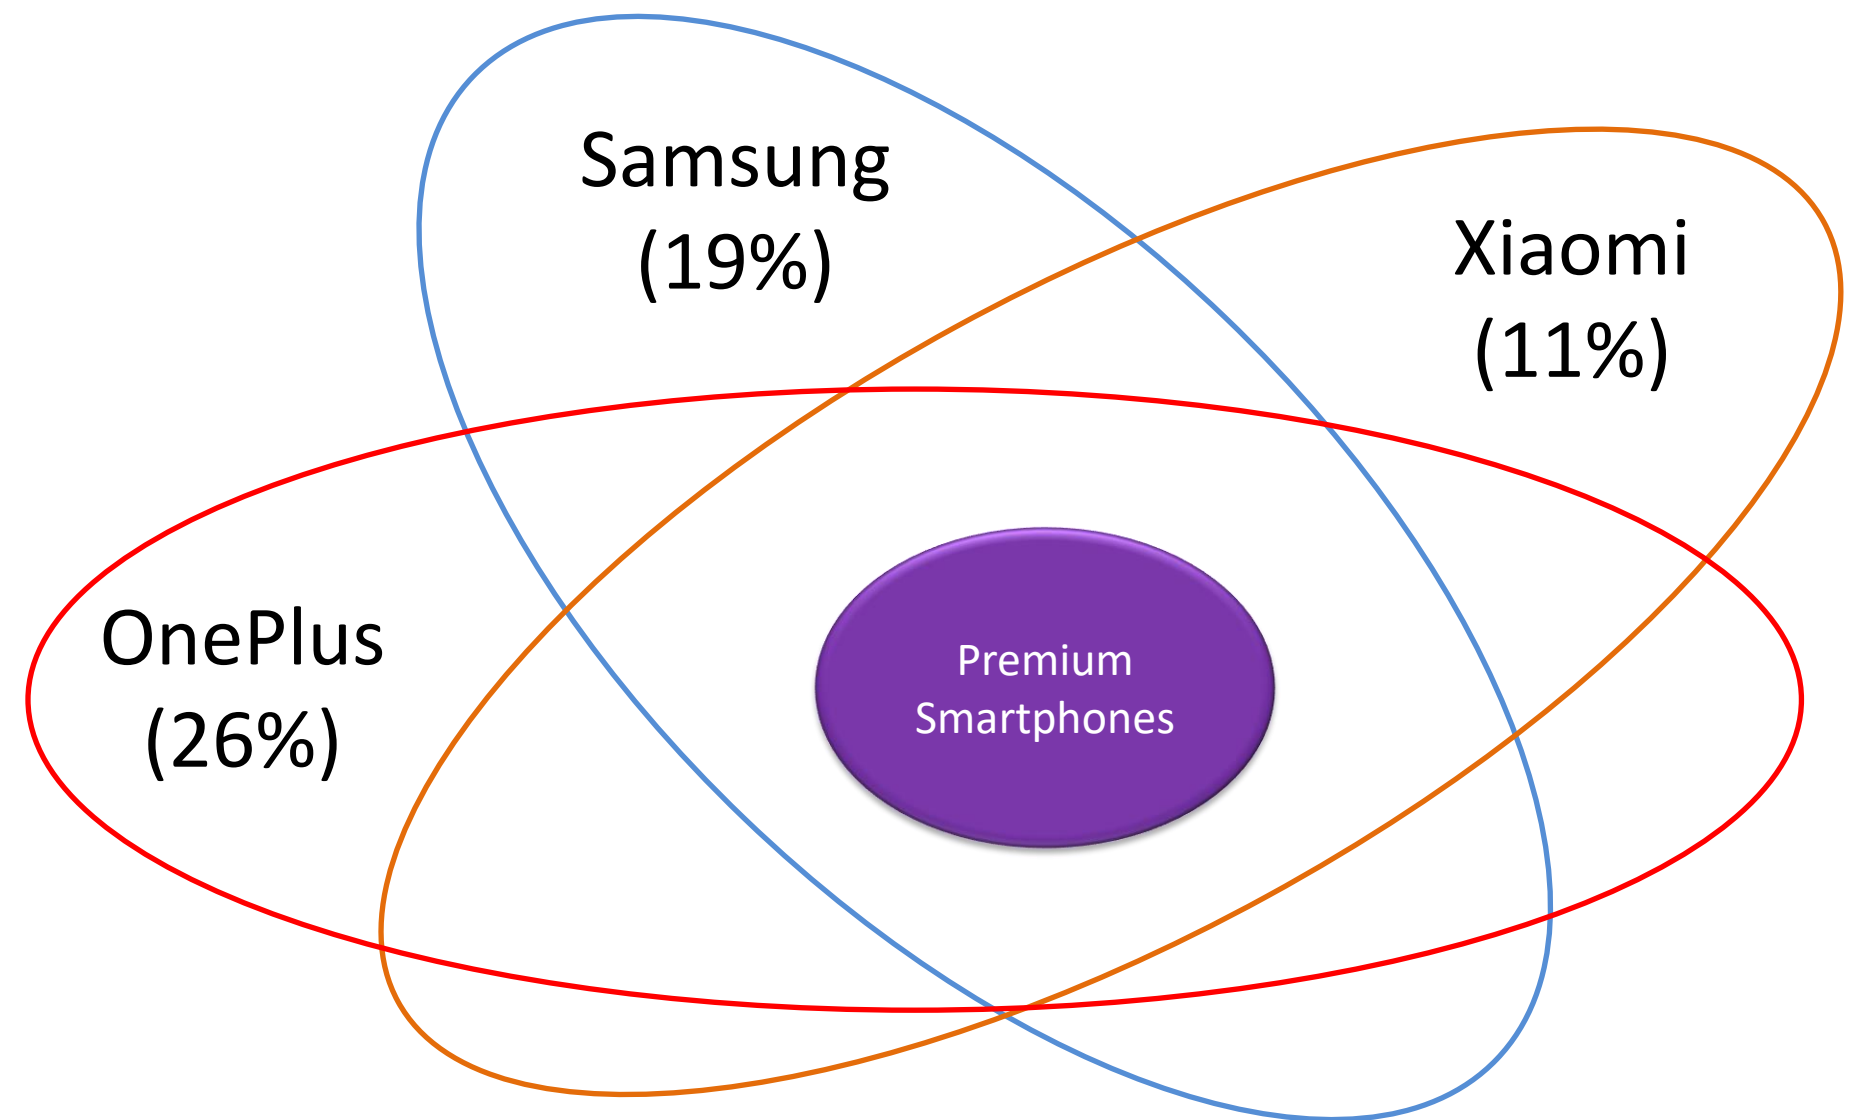 Samsung
(19%)
Xiaomi
(11%)
OnePlus
(26%)
Premium
Smartphones